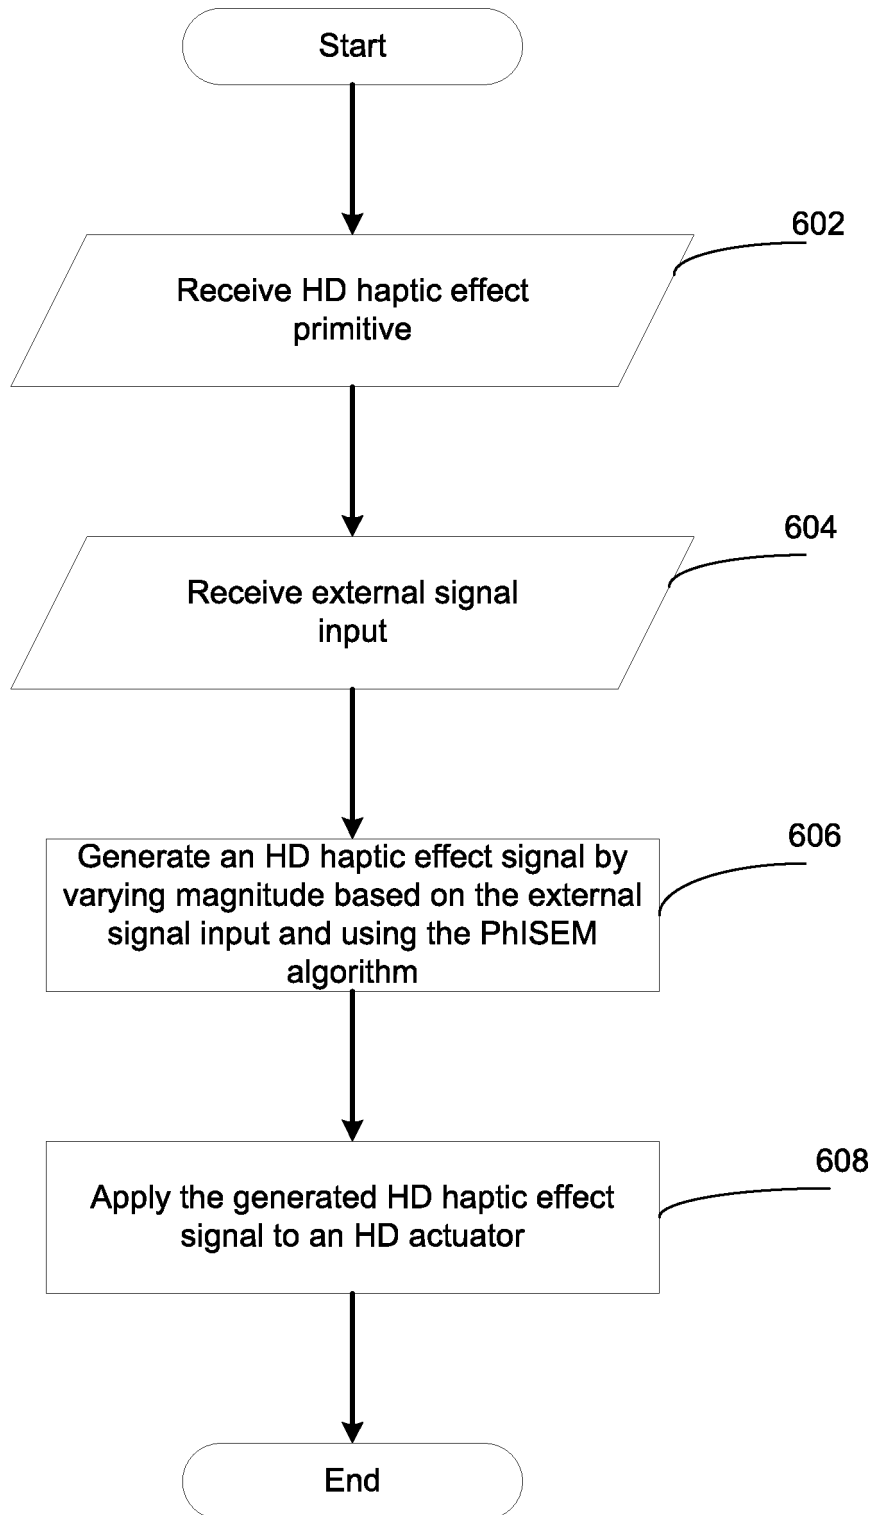 Start
602
Receive HD haptic effect
primitive
604
Receive external signal
input
606
Generate an HD haptic effect signal by
varying magnitude based on the external
signal input and using the PhISEM
algorithm
608
Apply the generated HD haptic effect
signal to an HD actuator
End